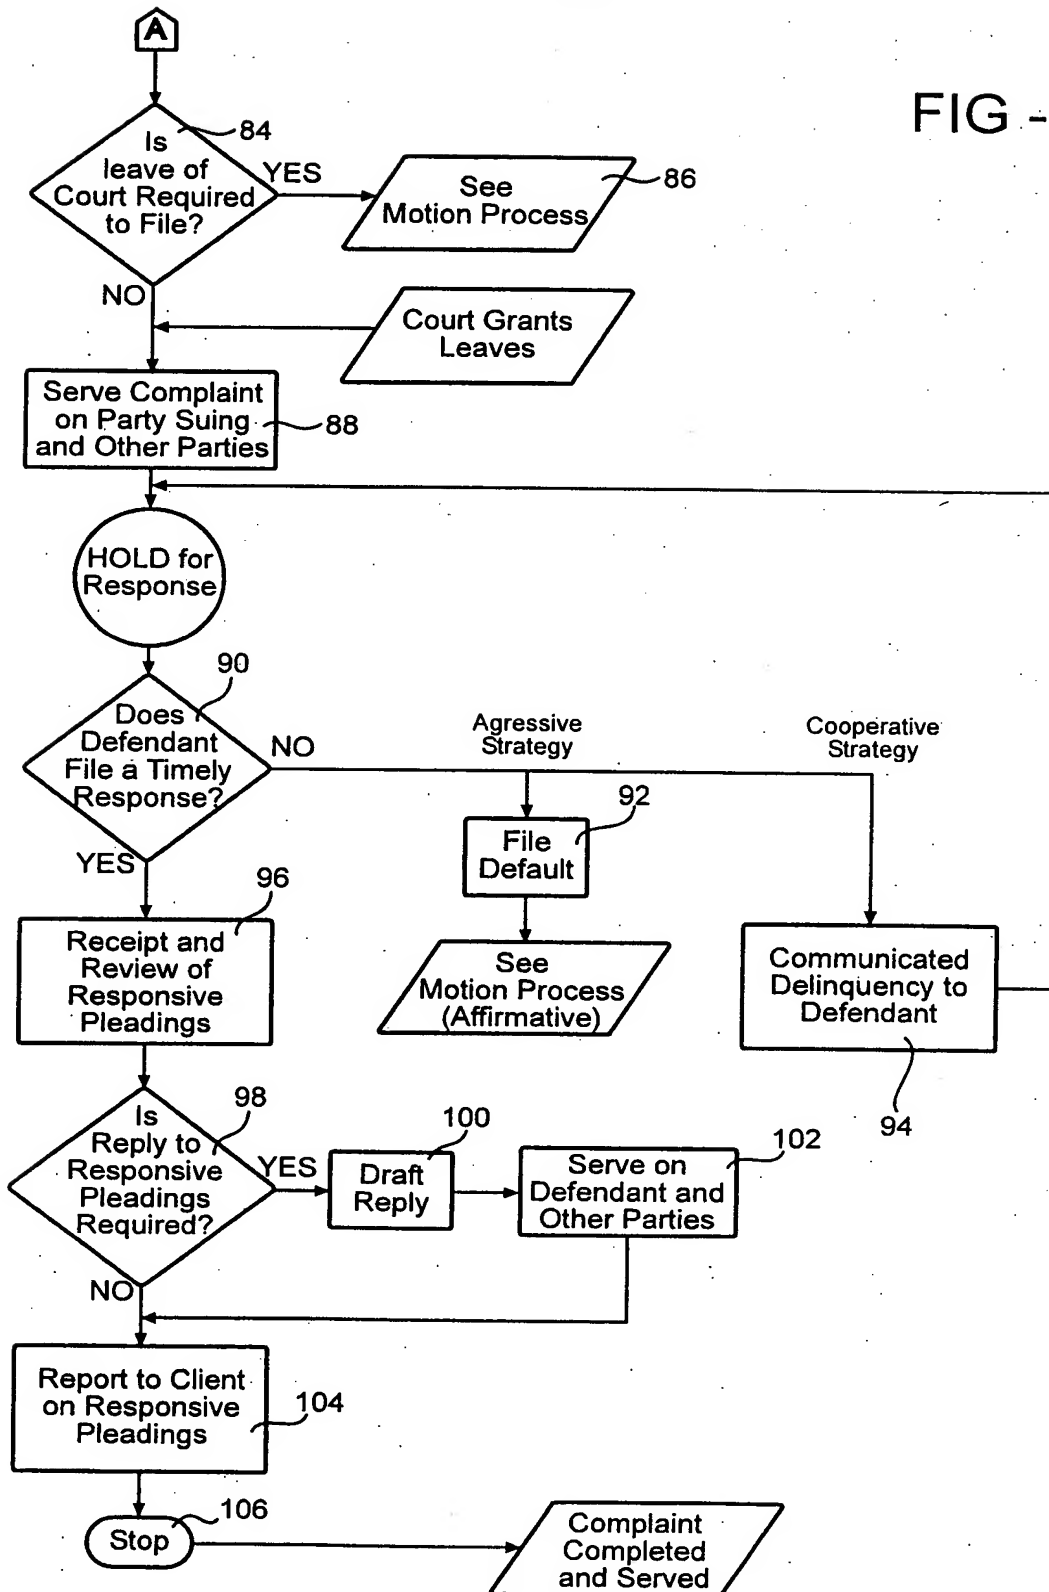 A
FIG -
84
Is
leave of
Court Required
to File?
YES
See
Motion Process
86
NO
Court Grants
Leaves
Serve Complaint
on Party Suing
and Other Parties
88
HOLD for
Response
90
Does
Defendant
File a Timely
Response?
NO
Agressive
Strategy
Cooperative
Strategy
92
File
Default
YES
96
Receipt and
Review of
Responsive
Pleadings
See
Motion Process
(Affirmative)
Communicated
Delinquency to
Defendant
94
98
Is
Reply to
Responsive
Pleadings
Required?
YES
100
Draft
Reply
102
Serve on
Defendant and
Other Parties
NO
Report to Client
on Responsive
Pleadings
104
106
Stop
Complaint
Completed
and Served